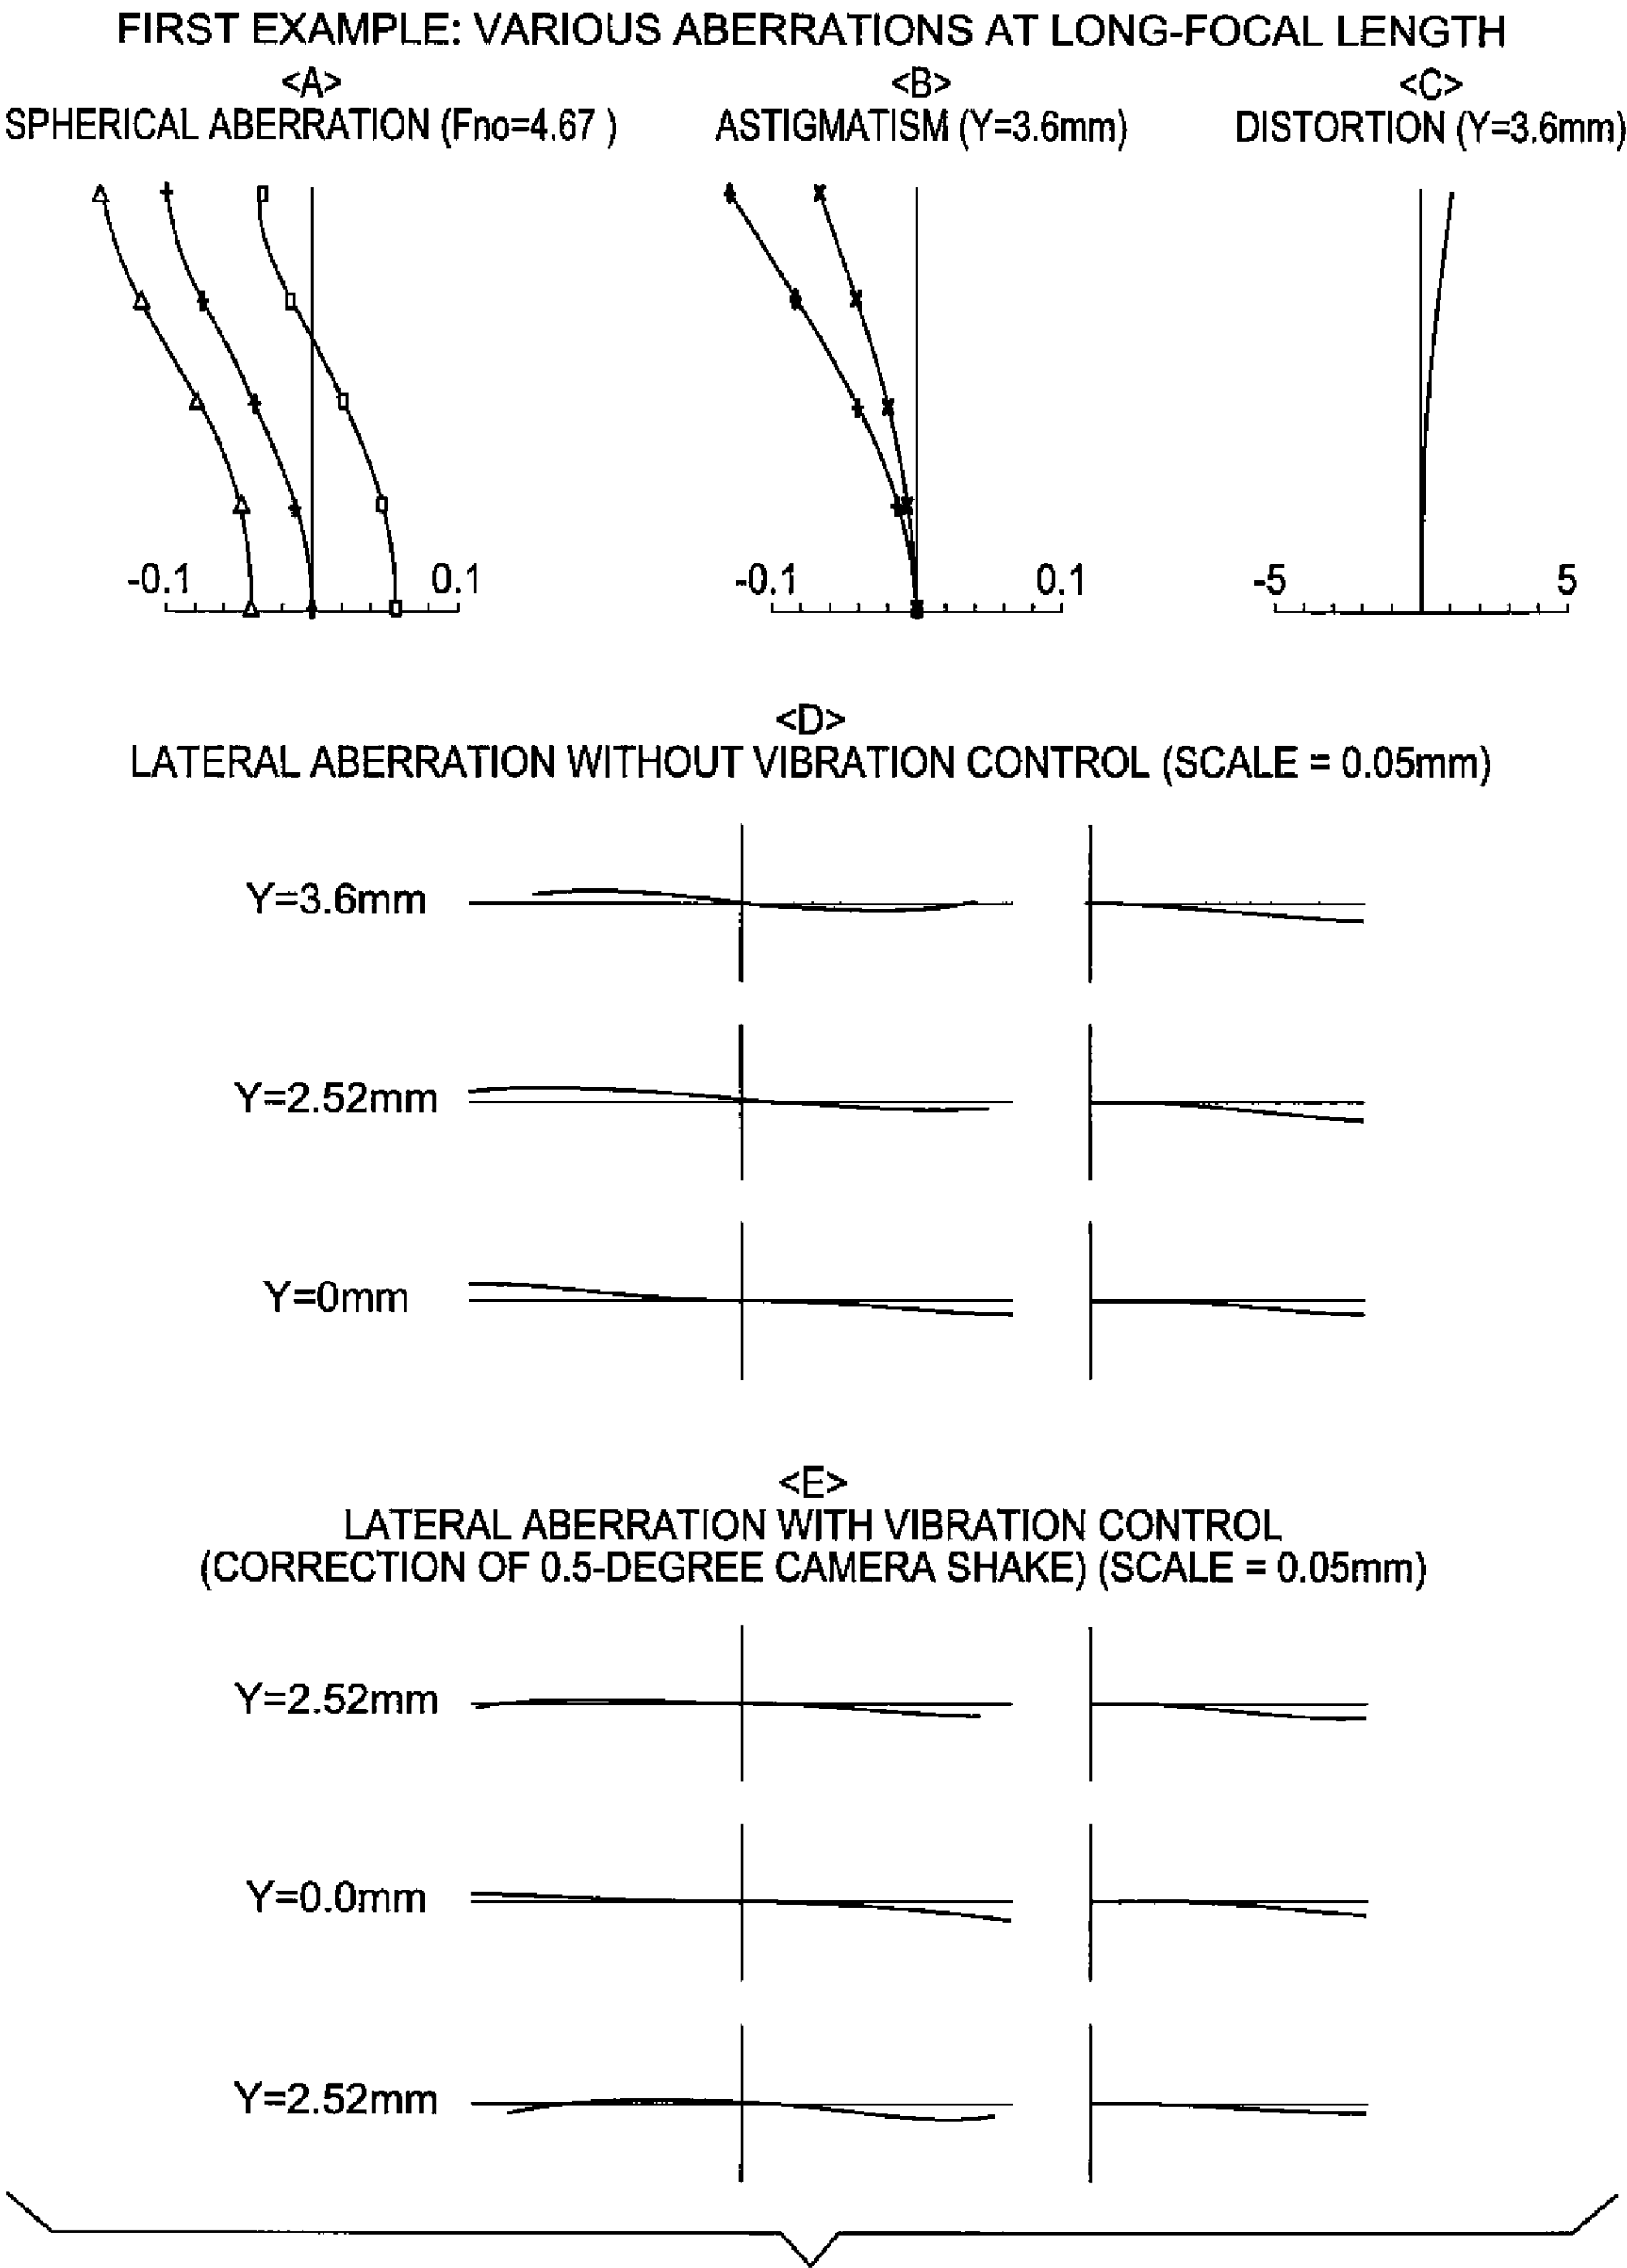 FIRST EXAMPLE: VARIOUS ABERRATIONS AT LONG-FOCAL LENGTH
<A>
SPHERICAL ABERRATION (Fno=4.67 )
<B>
ASTIGMATISM (Y=3.6mm)
<C>
DISTORTION (Y=3.6mm)
-0.1 0.1
-0.1 0.1
-5 5
<D>
LATERAL ABERRATION WITHOUT VIBRATION CONTROL (SCALE = 0.05mm)
Y=3.6mm
Y=2.52mm
Y=0mm
<E>
LATERAL ABERRATION WITH VIBRATION CONTROL
(CORRECTION OF 0.5-DEGREE CAMERA SHAKE) (SCALE = 0.05mm)
Y=2.52mm
Y=0.0mm
Y=2.52mm